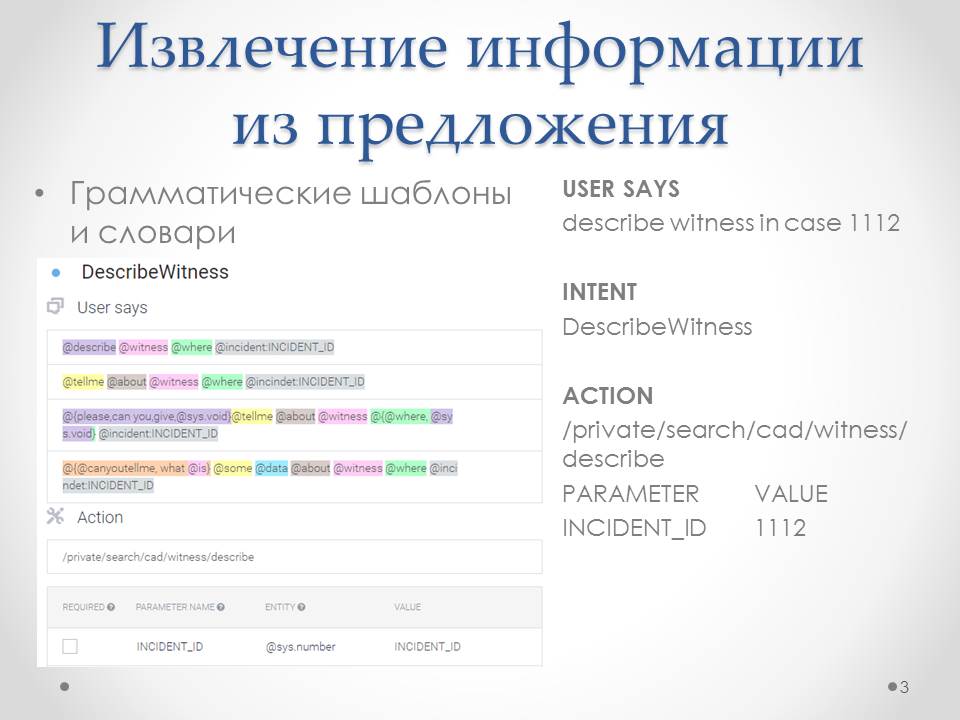 Извлечение информации
из предложения
• Грамматические шаблоны
и словари
DescribeWitness
User says
@describe @witness @where @incident:INCIDENT_ID
@tellme @about @witness @where @incindet:INCIDENT_ID
@{please,can you,give,@sys.void}@tellme @about @witness @{@where, @sy
s.void} @incident:INCIDENT_ID
@{@canyoutellme, what @is} @some @data @about @witness @where @inci
ndet:INCIDENT_ID
Action
/private/search/cad/witness/describe
REQUIRED PARAMETER NAME ENTITY VALUE
INCIDENT_ID @sys.number INCIDENT_ID
USER SAYS
describe witness in case 1112
INTENT
DescribeWitness
ACTION
/private/search/cad/witness/
describe
PARAMETER VALUE
INCIDENT_ID 1112
3